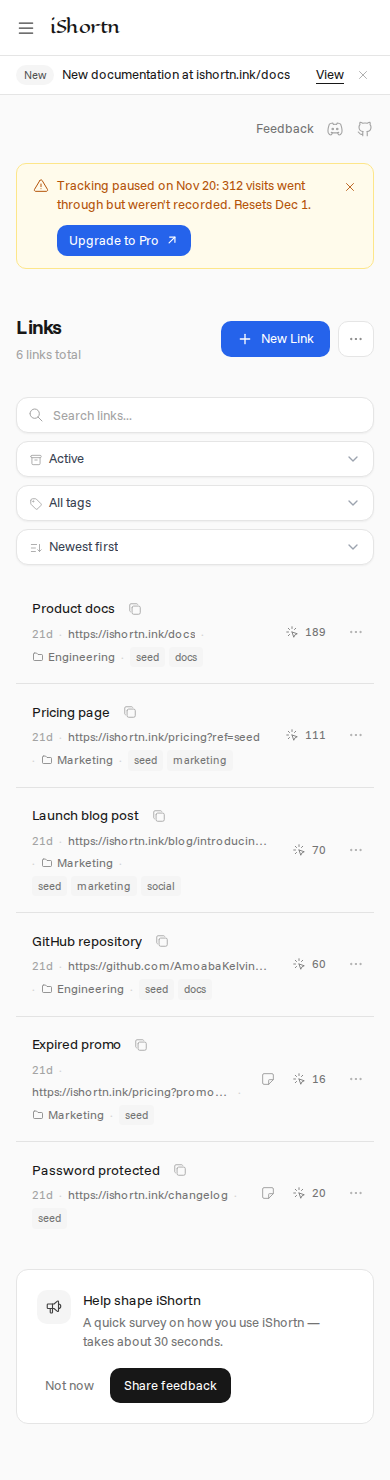 iShortn
New New documentation at ishortn.ink/docs View
Feedback
Tracking paused on Nov 20: 312 visits went
through but weren't recorded. Resets Dec 1.
Upgrade to Pro
Links
6 links total
New Link
Search links...
Active
All tags
Newest first
Product docs
21d · https://ishortn.ink/docs ·
189
Engineering · seed docs
Pricing page
21d · https://ishortn.ink/pricing?ref=seed
111
· Marketing · seed marketing
Launch blog post
21d · https://ishortn.ink/blog/introducin...
70
· Marketing ·
seed marketing social
GitHub repository
21d · https://github.com/AmoabaKelvin...
60
· Engineering · seed docs
Expired promo
21d ·
16
https://ishortn.ink/pricing?promo... ·
Marketing · seed
Password protected
21d · https://ishortn.ink/changelog ·
20
seed
Help shape iShortn
A quick survey on how you use iShortn —
takes about 30 seconds.
Not now Share feedback